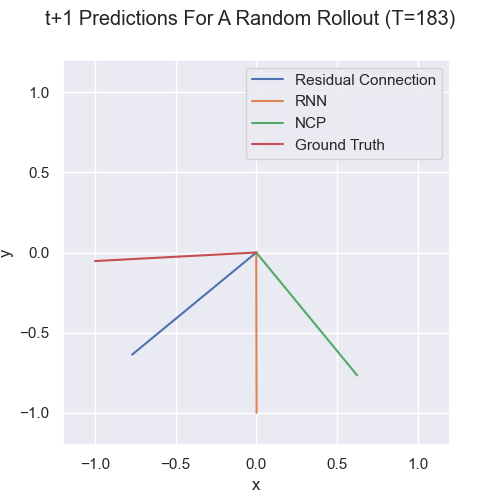 t+1 Predictions For A Random Rollout (T=183)
Residual Connection
RNN
NCP
Ground Truth
1.0
0.5
0.0
−0.5
−1.0
y
−1.0 −0.5 0.0 0.5 1.0
x